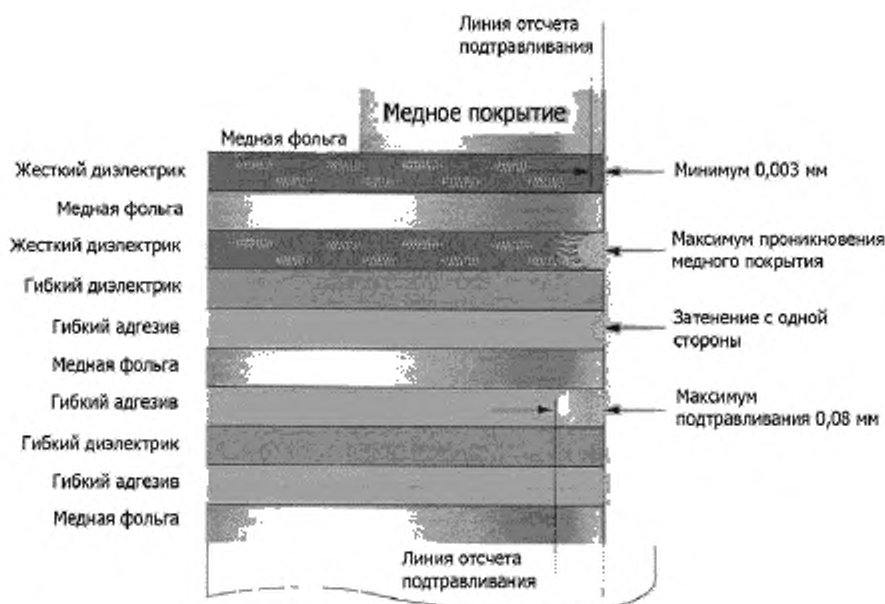 Линия отсчета
подтравливания
Медное покрытие
Медная фольга
Жесткий диэлектрик
Минимум 0,003 мм
Медная фольга
Жесткий диэлектрик
Максимум проникновения
медного покрытия
Гибкий диэлектрик
Гибкий адгезив
Затенение с одной
стороны
Медная фольга
Гибкий адгезив
Максимум
подтравливания 0,08 мм
Гибкий диэлектрик
Гибкий адгезив
Медная фольга
Линия отсчета
подтравливания